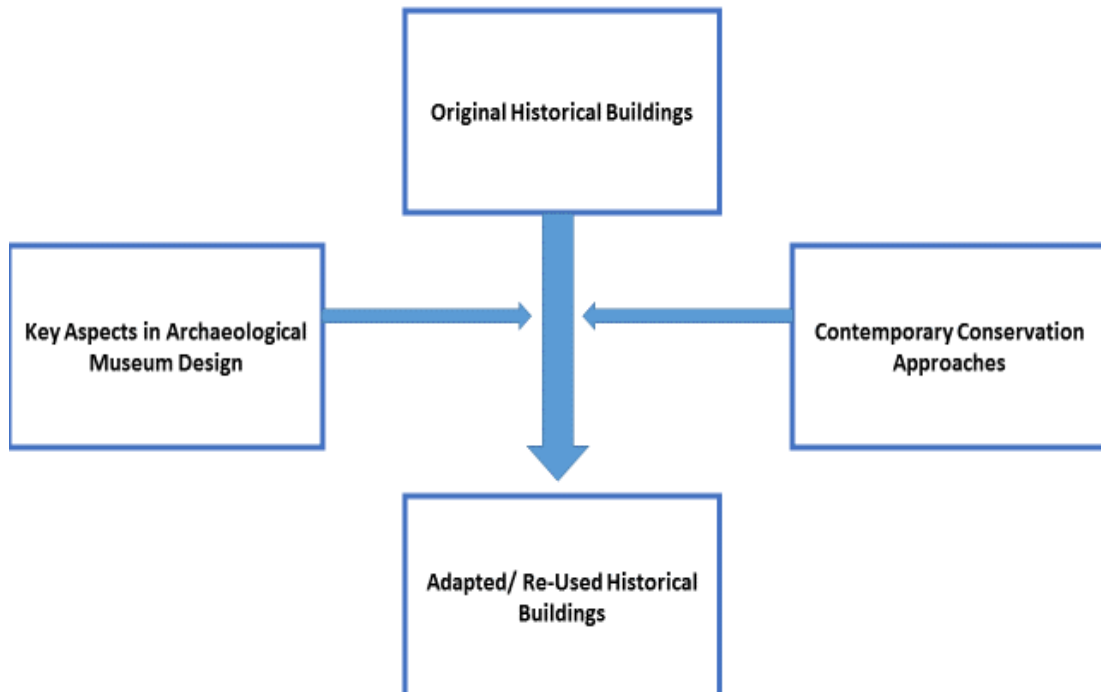 Original Historical Buildings
Key Aspects in Archaeological
Museum Design
Contemporary Conservation
Approaches
Adapted/ Re-Used Historical
Buildings